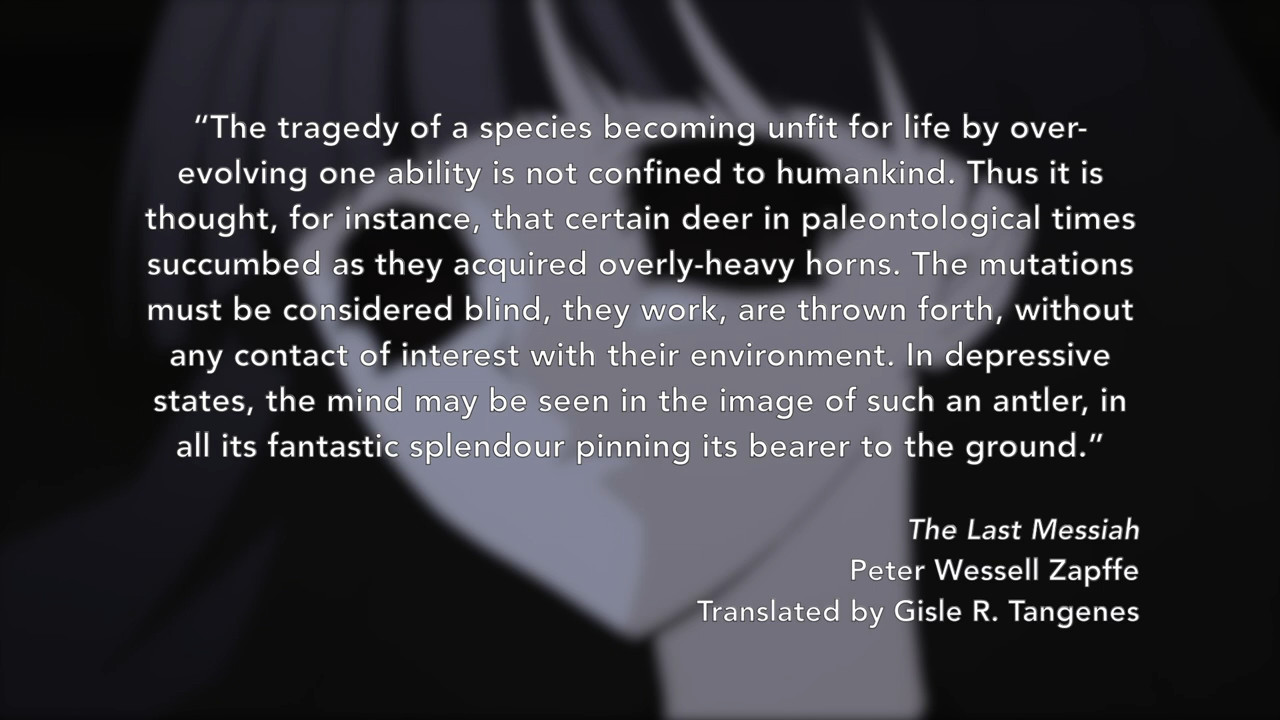 “The tragedy of a species becoming unfit for life by over-
evolving one ability is not confined to humankind. Thus it is
thought, for instance, that certain deer in paleontological times
succumbed as they acquired overly-heavy horns. The mutations
must be considered blind, they work, are thrown forth, without
any contact of interest with their environment. In depressive
states, the mind may be seen in the image of such an antler, in
all its fantastic splendour pinning its bearer to the ground.”
The Last Messiah
Peter Wessell Zapffe
Translated by Gisle R. Tangenes